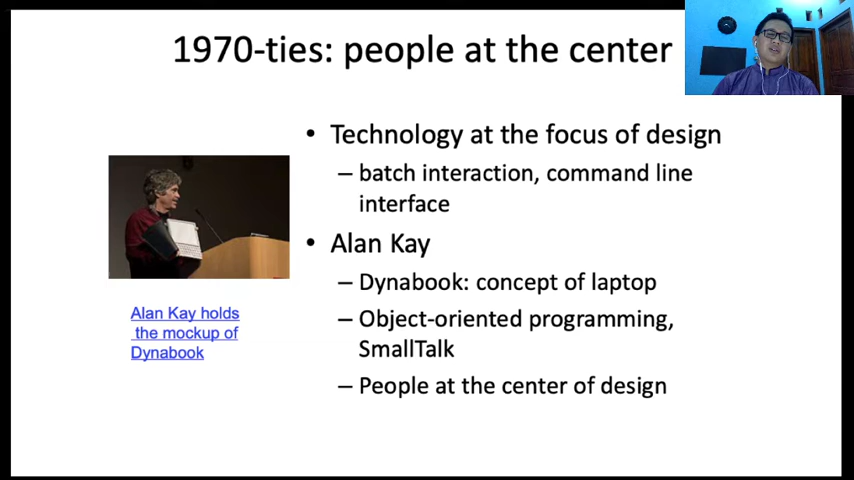 1970-ties: people at the center
• Technology at the focus of design
– batch interaction, command line
interface
• Alan Kay
– Dynabook: concept of laptop
– Object-oriented programming,
SmallTalk
– People at the center of design
Alan Kay holds
the mockup of
Dynabook